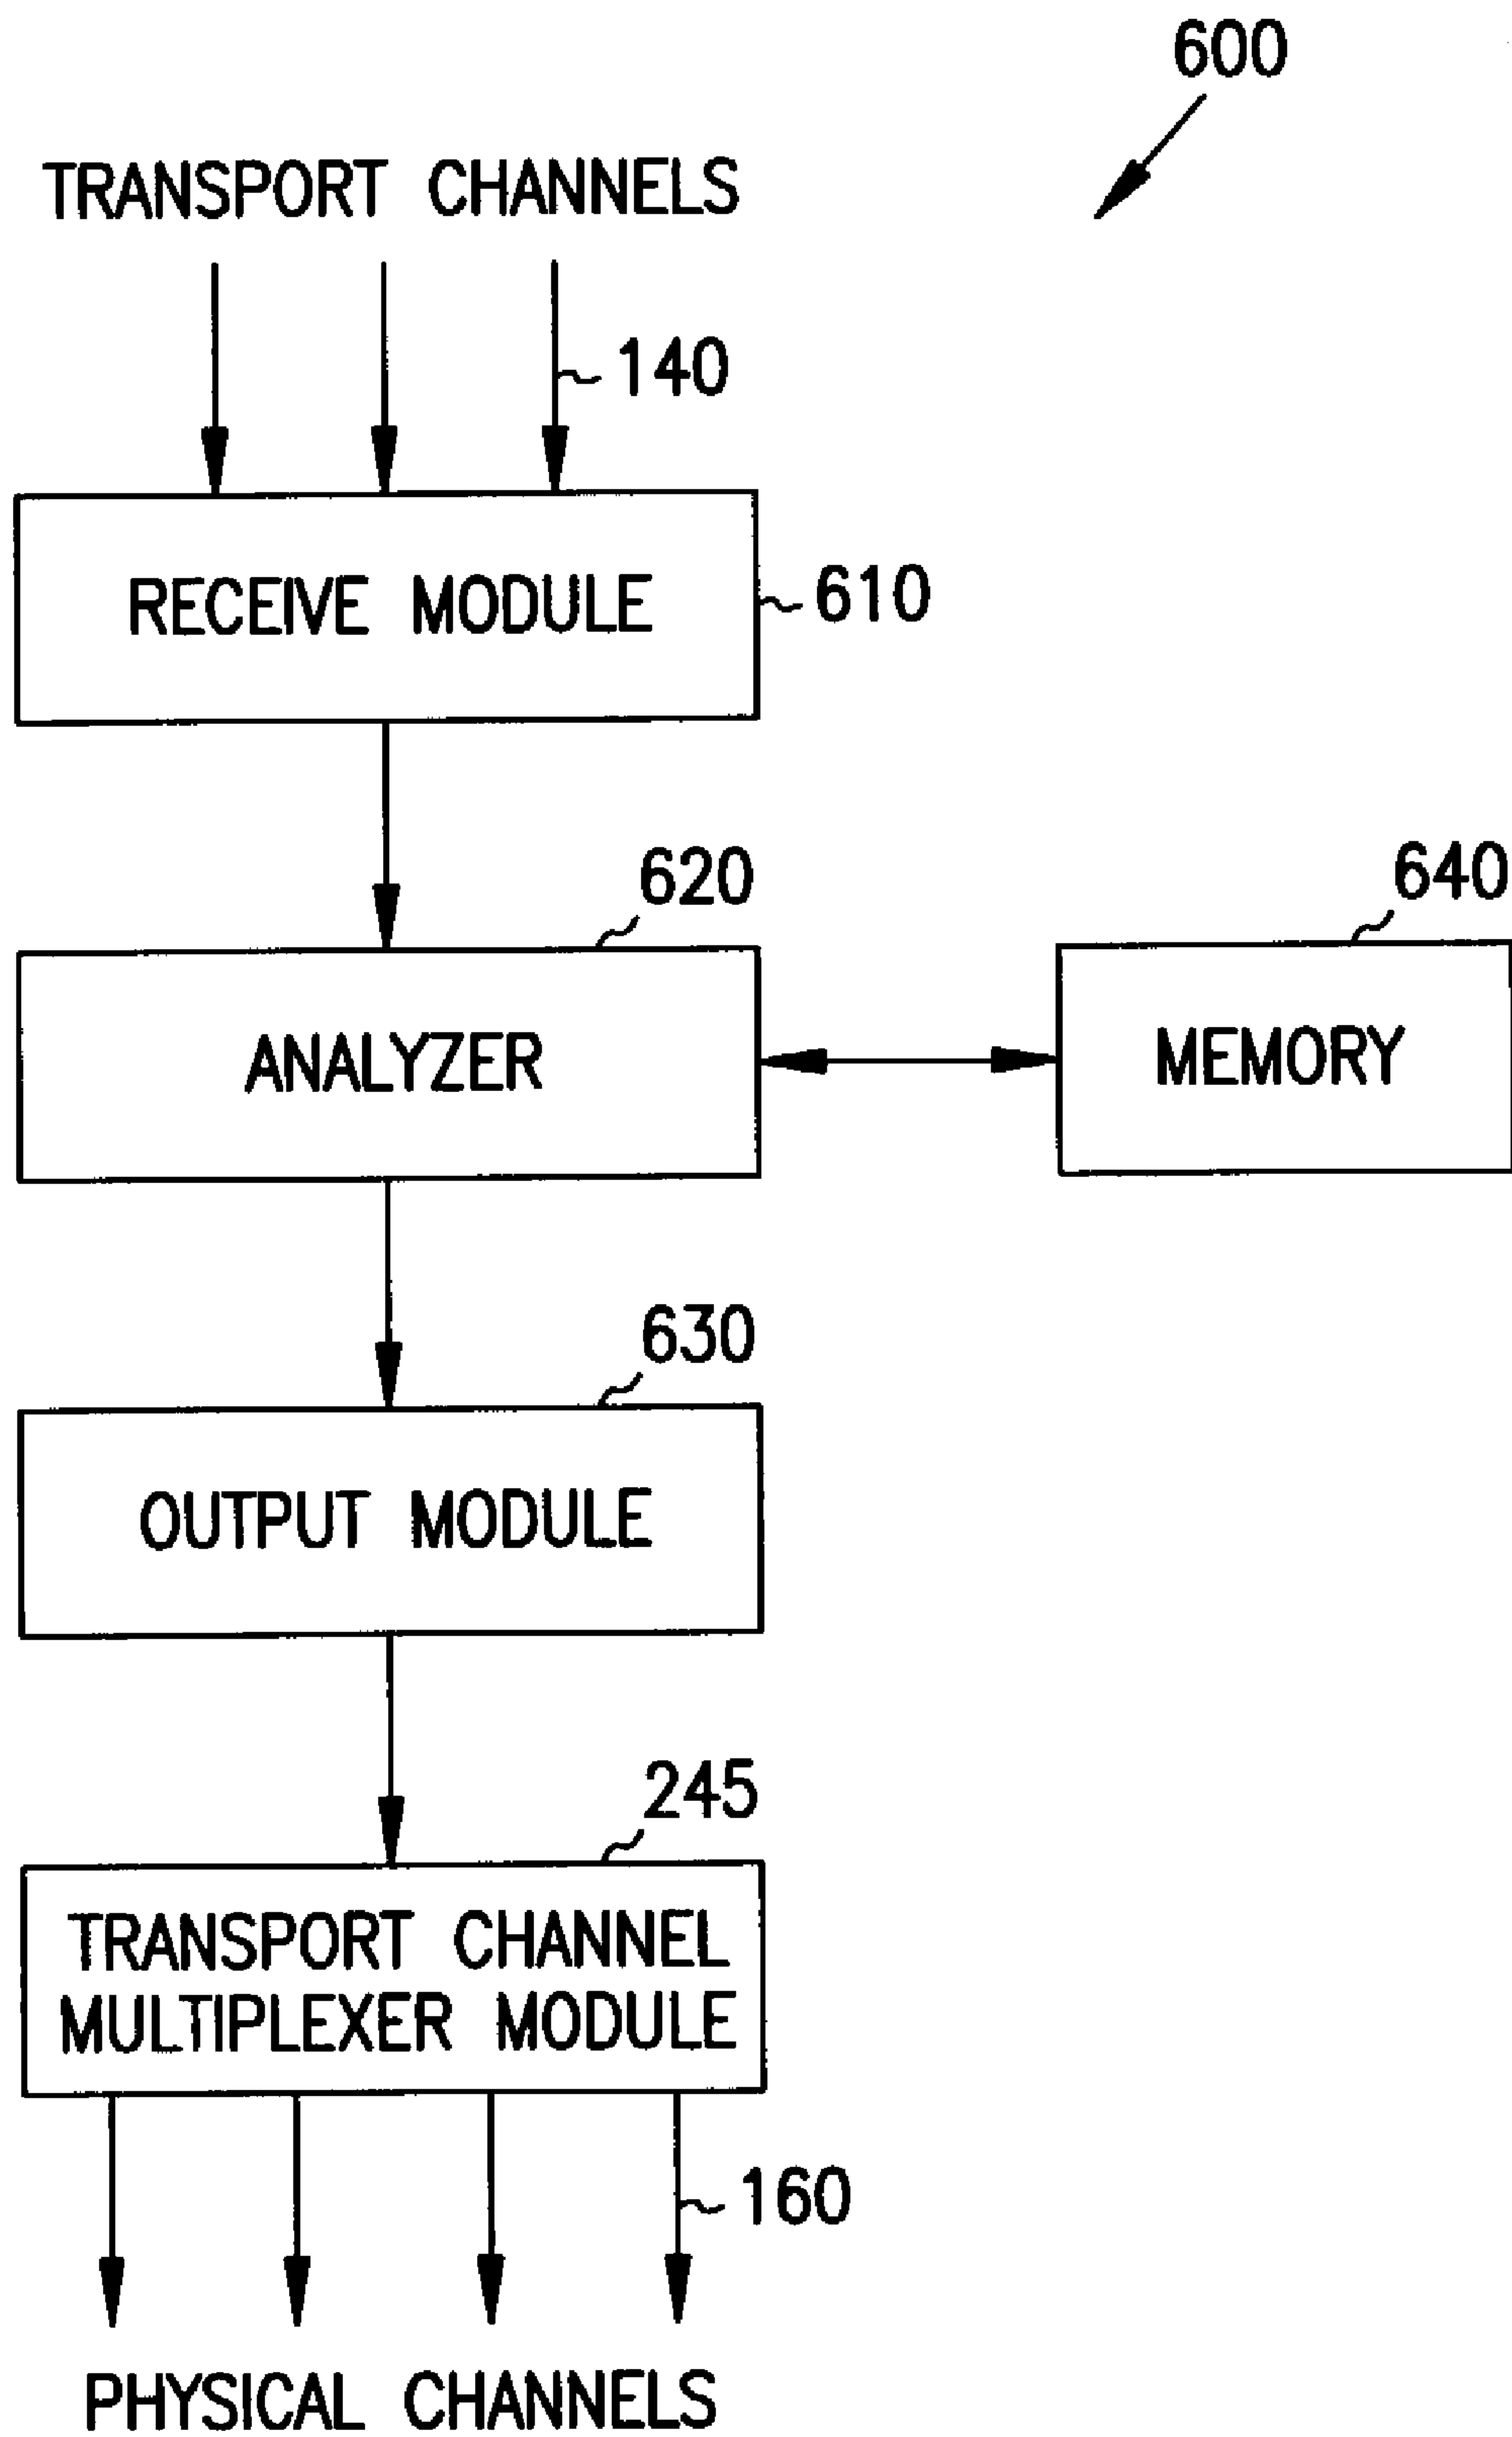 600
TRANSPORT CHANNELS
140
RECEIVE MODULE
610
620
640
ANALYZER
MEMORY
630
OUTPUT MODULE
245
TRANSPORT CHANNEL
MULTIPLEXER MODULE
160
PHYSICAL CHANNELS